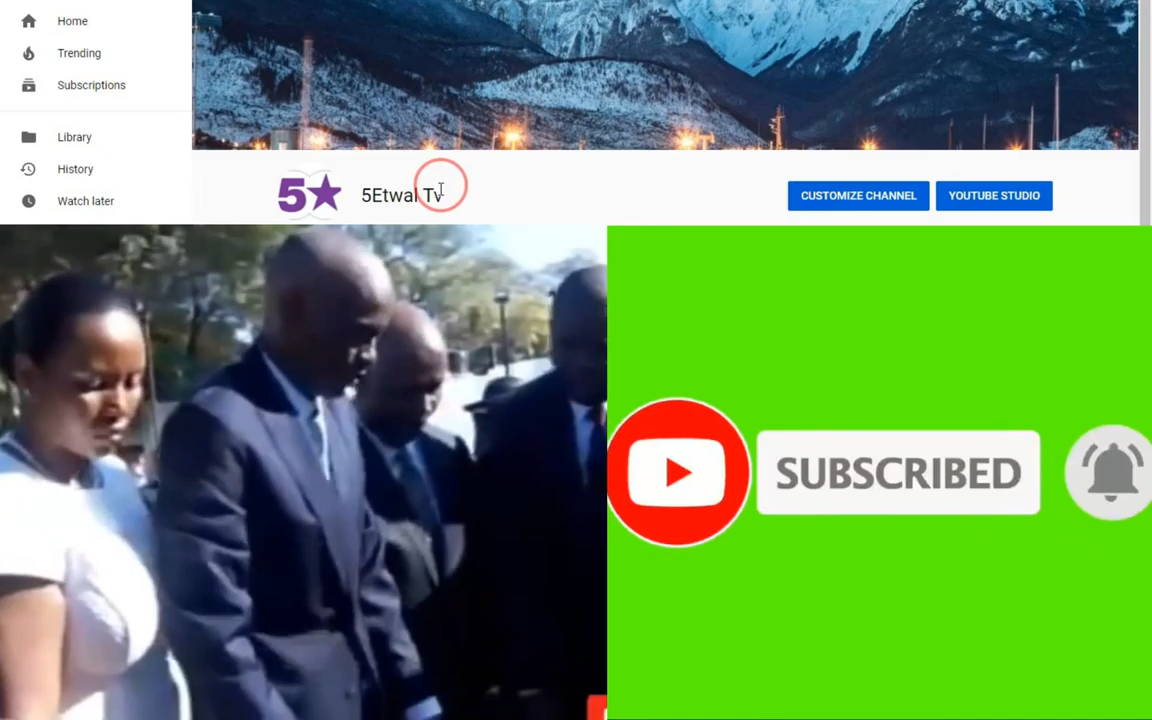 Home
Trending
Subscriptions
Library
History
Watch later
5★
5Etwal Tv
CUSTOMIZE CHANNEL
YOUTUBE STUDIO
SUBSCRIBED